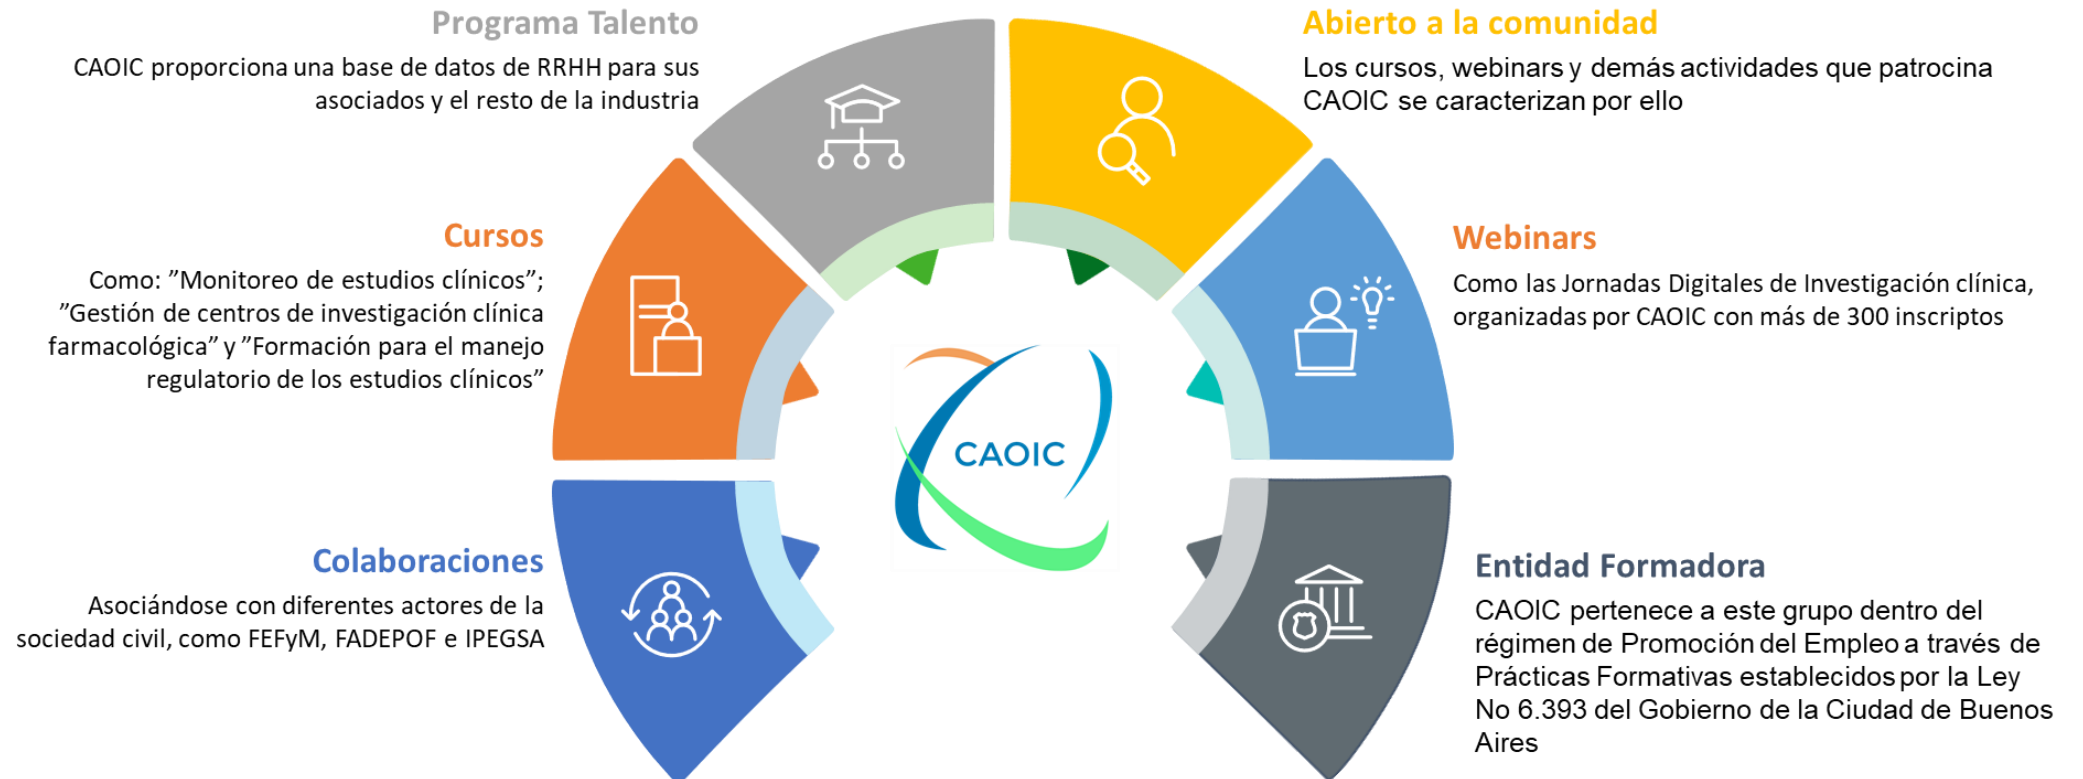 Programa Talento
CAOIC proporciona una base de datos de RRHH para sus
asociados y el resto de la industria
Abierto a la comunidad
Los cursos, webinars y demás actividades que patrocina
CAOIC se caracterizan por ello
Cursos
Como: ”Monitoreo de estudios clínicos”;
”Gestión de centros de investigación clínica
farmacológica” y ”Formación para el manejo
regulatorio de los estudios clínicos”
Webinars
Como las Jornadas Digitales de Investigación clínica,
organizadas por CAOIC con más de 300 inscriptos
CAOIC
Colaboraciones
Asociándose con diferentes actores de la
sociedad civil, como FEFyM, FADEPOF e IPEGSA
Entidad Formadora
CAOIC pertenece a este grupo dentro del
régimen de Promoción del Empleo a través de
Prácticas Formativas establecidos por la Ley
No 6.393 del Gobierno de la Ciudad de Buenos
Aires